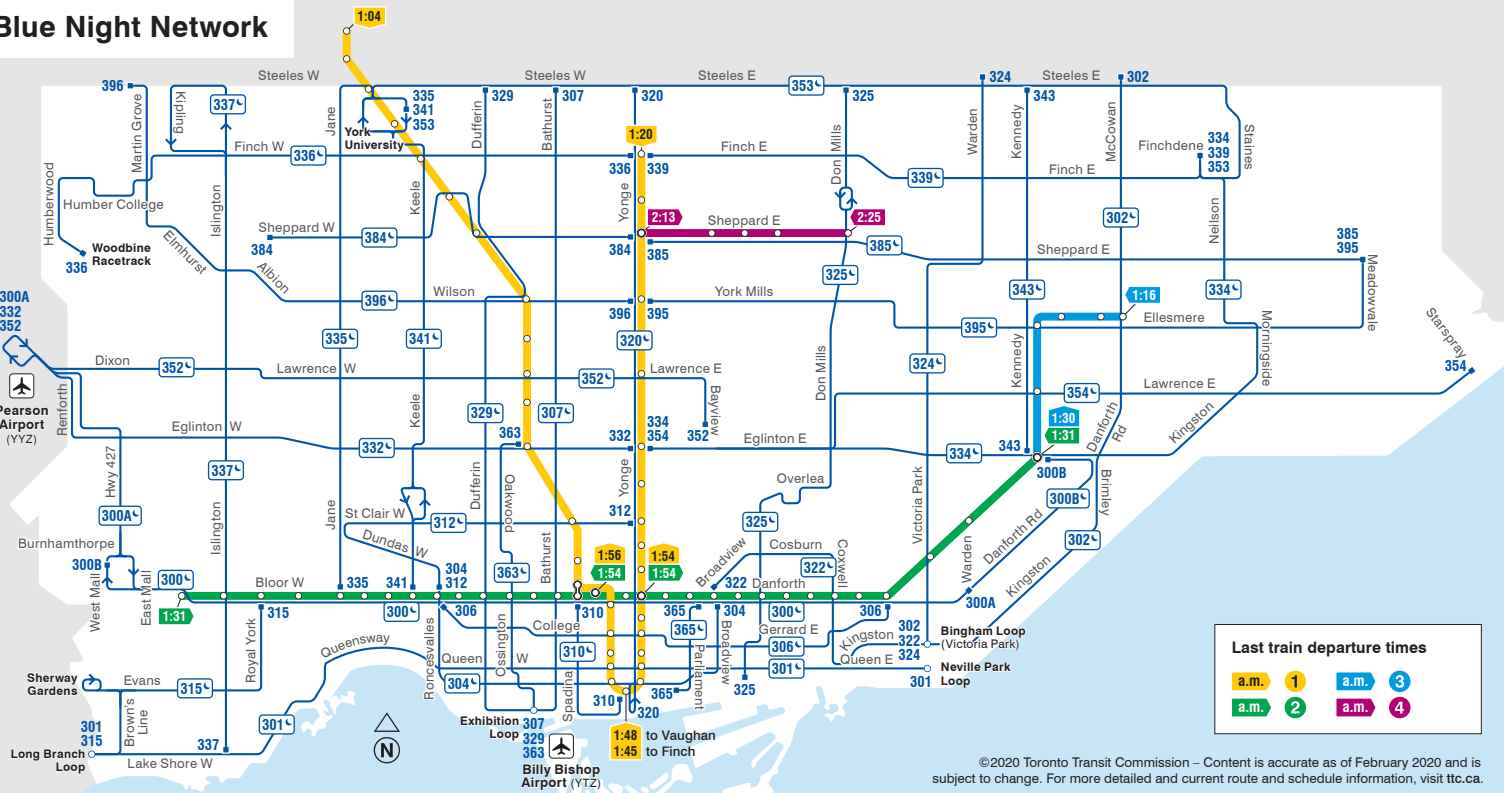 Blue Night Network
1:04
Steeles W
Steeles W
Steeles E
353
324
Steeles E
302
396
Martin Grove
Kipling
337
Jane
335
341
353
York
University
Dufferin
329
Bathurst
307
320
325
Don Mills
Warden
Kennedy
343
McCowan
Staines
1:20
Finch W
336
336
339
Finch E
339
Finch E
Finchdene
334
339
353
Humberwood
Humber College
Woodbine
Racetrack
336
Elmhurst
Islington
Keele
Yonge
2:13
Sheppard E
2:25
302
Neilson
Sheppard W
384
384
384
385
385
Sheppard E
385
395
Meadowvale
Albion
396
Wilson
396
395
York Mills
325
343
334
1:16
Ellesmere
395
Morningside
Starspray
354
300A
332
352
Pearson
Airport
(YYZ)
Dixon
352
Lawrence W
335
341
320
352
Lawrence E
Bayview
352
Don Mills
324
Kennedy
354
Lawrence E
Renforth
Keele
329
307
Eglinton W
332
363
332
334
354
Eglinton E
334
343
1:30
1:31
Danforth
Rd
Kingston
300B
Hwy 427
337
Dufferin
Oakwood
Yonge
Overlea
Victoria Park
300B
Brimley
300A
Islington
Jane
St Clair W
312
312
325
Danforth Rd
302
Burnhamthorpe
300B
Dundas W
Bathurst
1:56
1:54
1:54
1:54
Broadview
Cosburn
322
Coxwell
Warden
Kingston
West Mall
East Mall
300
1:31
Bloor W
335
341
304
312
363
322
Danforth
300A
315
300
306
310
365
304
300
306
Royal York
College
365
Gerrard E
306
Kingston
302
322
324
Bingham Loop
(Victoria Park)
Queensway
Roncesvalles
Queen W
Ossington
310
Parliament
Broadview
301
Queen E
Neville Park
Loop
301
Sherway
Gardens
Evans
315
304
Spadina
310
365
320
325
301
315
Long Branch
Loop
Brown's
Line
337
Lake Shore W
301
N
Exhibition
Loop
307
329
363
Billy Bishop
Airport (YTZ)
1:48 to Vaughan
1:45 to Finch
Last train departure times
a.m. 1
a.m. 3
a.m. 2
a.m. 4
©2020 Toronto Transit Commission – Content is accurate as of February 2020 and is
subject to change. For more detailed and current route and schedule information, visit ttc.ca.